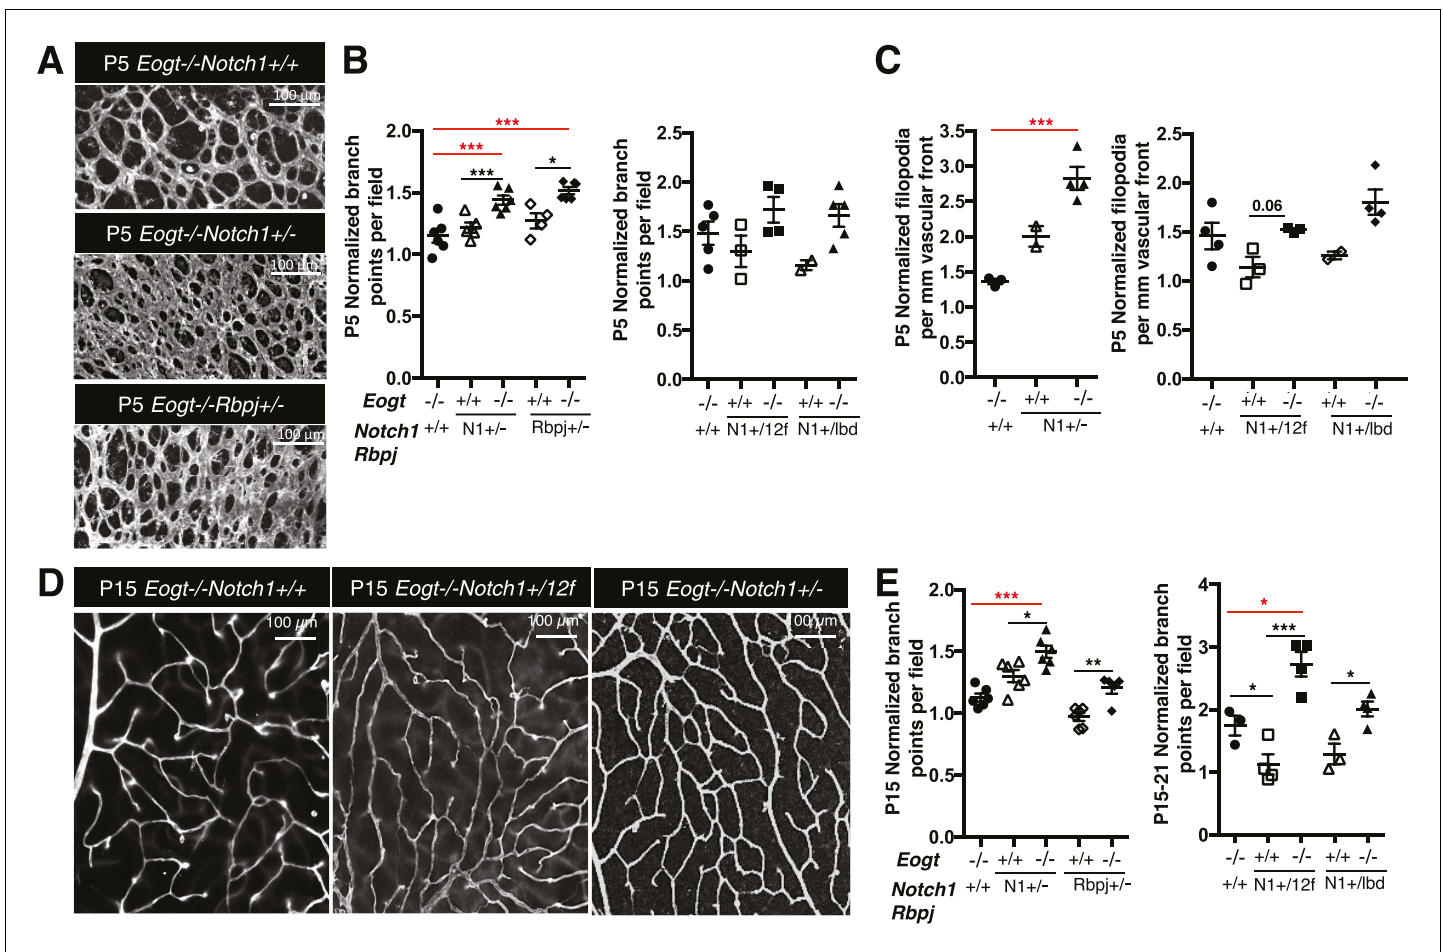 A
P5 Eogt-/-Notch1+/+
100 µm
P5 Eogt-/-Notch1+/-
100 µm
P5 Eogt-/-Rbpj+/-
100 µm
B
P5 Normalized branch
points per field
2.0
1.5
1.0
0.5
0.0
***
***
***
*
Eogt
-/- +/+ -/- +/+ -/-
Notch1
+/+ N1+/- Rbpj+/-
Rbpj
P5 Normalized branch
points per field
2.5
2.0
1.5
1.0
0.5
0.0
-/- +/+ -/- +/+ -/-
+/+ N1+/12f N1+/lbd
C
P5 Normalized filopodia
per mm vascular front
3.5
3.0
2.5
2.0
1.5
1.0
0.5
0.0
***
-/- +/+ -/-
+/+ N1+/-
P5 Normalized filopodia
per mm vascular front
2.5
2.0
1.5
1.0
0.5
0.0
0.06
-/- +/+ -/- +/+ -/-
+/+ N1+/12f N1+/lbd
D
P15 Eogt-/-Notch1+/+
100 µm
P15 Eogt-/-Notch1+/12f
100 µm
P15 Eogt-/-Notch1+/-
00 µm
E
P15 Normalized branch
points per field
2.0
1.5
1.0
0.5
0.0
***
*
**
Eogt
-/- +/+ -/- +/+ -/-
Notch1
+/+ N1+/- Rbpj+/-
Rbpj
P15-21 Normalized branch
points per field
4
3
2
1
0
*
***
*
*
-/- +/+ -/- +/+ -/-
+/+ N1+/12f N1+/lbd